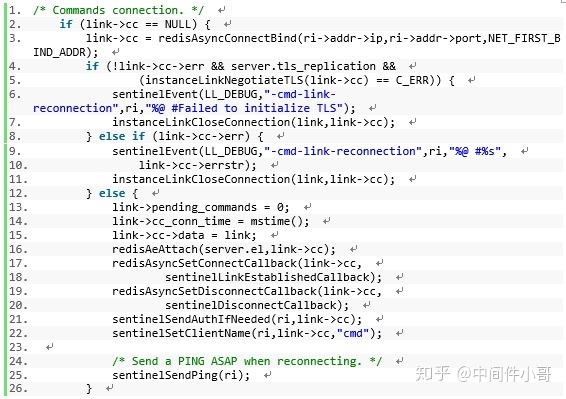 1. /* Commands connection. */ ↵
2. if (link->cc == NULL) { ↵
3. link->cc = redisAsyncConnectBind(ri->addr->ip,ri->addr->port,NET_FIRST_B
IND_ADDR); ↵
4. if (!link->cc->err && server.tls_replication && ↵
5. (instanceLinkNegotiateTLS(link->cc) == C_ERR)) { ↵
6. sentinelEvent(LL_DEBUG,"-cmd-link-
reconnection",ri,"%@ #Failed to initialize TLS"); ↵
7. instanceLinkCloseConnection(link,link->cc); ↵
8. } else if (link->cc->err) { ↵
9. sentinelEvent(LL_DEBUG,"-cmd-link-reconnection",ri,"%@ #%s", ↵
10. link->cc->errstr); ↵
11. instanceLinkCloseConnection(link,link->cc); ↵
12. } else { ↵
13. link->pending_commands = 0; ↵
14. link->cc_conn_time = mstime(); ↵
15. link->cc->data = link; ↵
16. redisAeAttach(server.el,link->cc); ↵
17. redisAsyncSetConnectCallback(link->cc, ↵
18. sentinelLinkEstablishedCallback); ↵
19. redisAsyncSetDisconnectCallback(link->cc, ↵
20. sentinelDisconnectCallback); ↵
21. sentinelSendAuthIfNeeded(ri,link->cc); ↵
22. sentinelSetClientName(ri,link->cc,"cmd"); ↵
23. ↵
24. /* Send a PING ASAP when reconnecting. */ ↵
25. sentinelSendPing(ri); ↵
26. } ↵
知乎 @中间件小哥